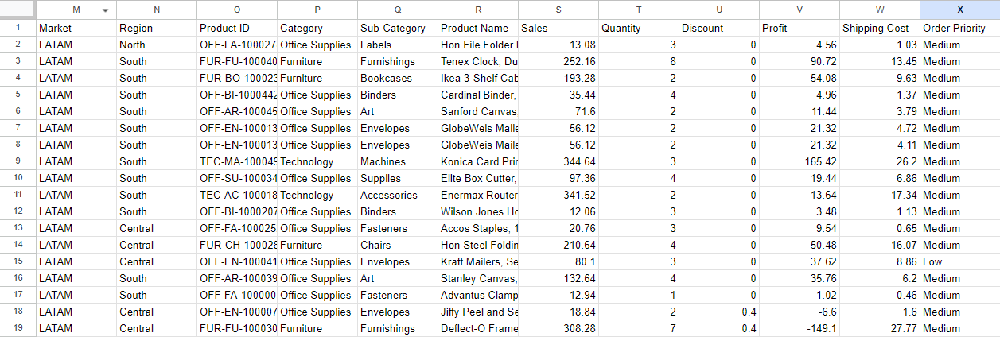 M N O P Q R S T U V W X
1 Market Region Product ID Category Sub-Category Product Name Sales Quantity Discount Profit Shipping Cost Order Priority
2 LATAM North OFF-LA-100027 Office Supplies Labels Hon File Folder 13.08 3 0 4.56 1.03 Medium
3 LATAM South FUR-FU-100040 Furniture Furnishings Tenex Clock, Du 252.16 8 0 90.72 13.45 Medium
4 LATAM South FUR-BO-100023 Furniture Bookcases Ikea 3-Shelf Cab 193.28 2 0 54.08 9.63 Medium
5 LATAM South OFF-BI-1000442 Office Supplies Binders Cardinal Binder, 35.44 4 0 4.96 1.37 Medium
6 LATAM South OFF-AR-100045 Office Supplies Art Sanford Canvas 71.6 2 0 11.44 3.79 Medium
7 LATAM South OFF-EN-100013 Office Supplies Envelopes GlobeWeis Maile 56.12 2 0 21.32 4.72 Medium
8 LATAM South OFF-EN-100013 Office Supplies Envelopes GlobeWeis Maile 56.12 2 0 21.32 4.11 Medium
9 LATAM South TEC-MA-100049 Technology Machines Konica Card Prin 344.64 3 0 165.42 26.2 Medium
10 LATAM South OFF-SU-100034 Office Supplies Supplies Elite Box Cutter, 97.36 4 0 19.44 6.86 Medium
11 LATAM South TEC-AC-100018 Technology Accessories Enermax Router 341.52 2 0 13.64 17.34 Medium
12 LATAM South OFF-BI-1000207 Office Supplies Binders Wilson Jones Ho 12.06 3 0 3.48 1.13 Medium
13 LATAM Central OFF-FA-100025 Office Supplies Fasteners Accos Staples, 1 20.76 3 0 9.54 0.65 Medium
14 LATAM Central FUR-CH-100028 Furniture Chairs Hon Steel Foldin 210.64 4 0 50.48 16.07 Medium
15 LATAM Central OFF-EN-100041 Office Supplies Envelopes Kraft Mailers, Se 80.1 3 0 37.62 8.86 Low
16 LATAM South OFF-AR-100039 Office Supplies Art Stanley Canvas, 132.64 4 0 35.76 6.2 Medium
17 LATAM South OFF-FA-100000 Office Supplies Fasteners Advantus Clamp 12.94 1 0 1.02 0.46 Medium
18 LATAM Central OFF-EN-100007 Office Supplies Envelopes Jiffy Peel and Se 18.84 2 0.4 -6.6 1.6 Medium
19 LATAM Central FUR-FU-100030 Furniture Furnishings Deflect-O Frame 308.28 7 0.4 -149.1 27.77 Medium